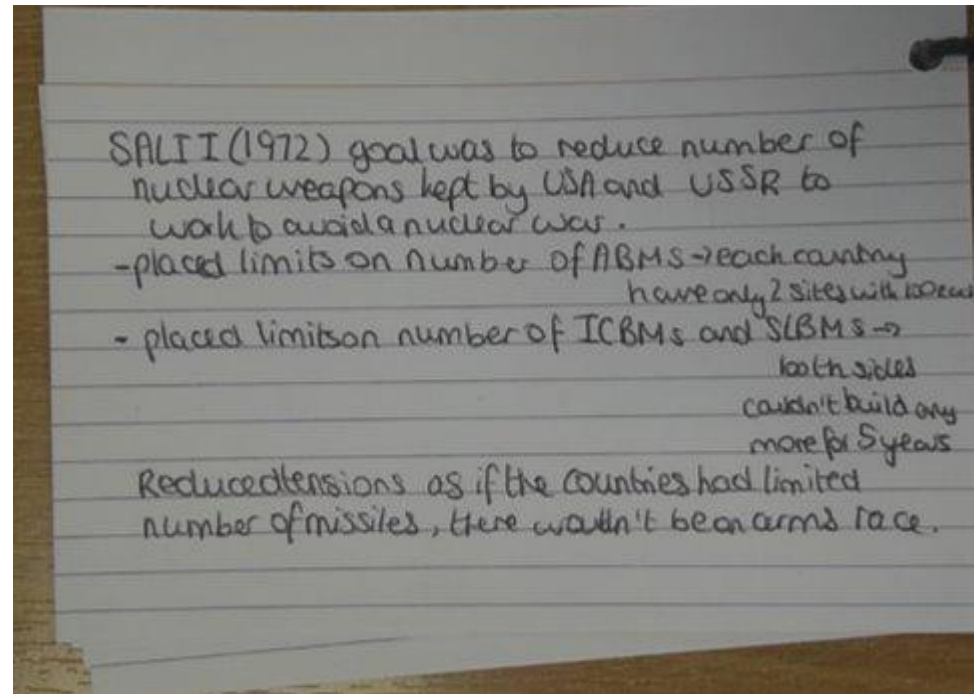 SALT I (1972) goal was to reduce number of
nuclear weapons kept by USA and USSR to
work to avoid a nuclear war.
-placed limits on number of ABMS→each country
have only 2 sites with 100 each
- placed limits on number of ICBMs and SLBMs→
both sides
couldn't build any
more for 5 years
Reduced tensions as if the countries had limited
number of missiles, there wouldn't be an arms race.